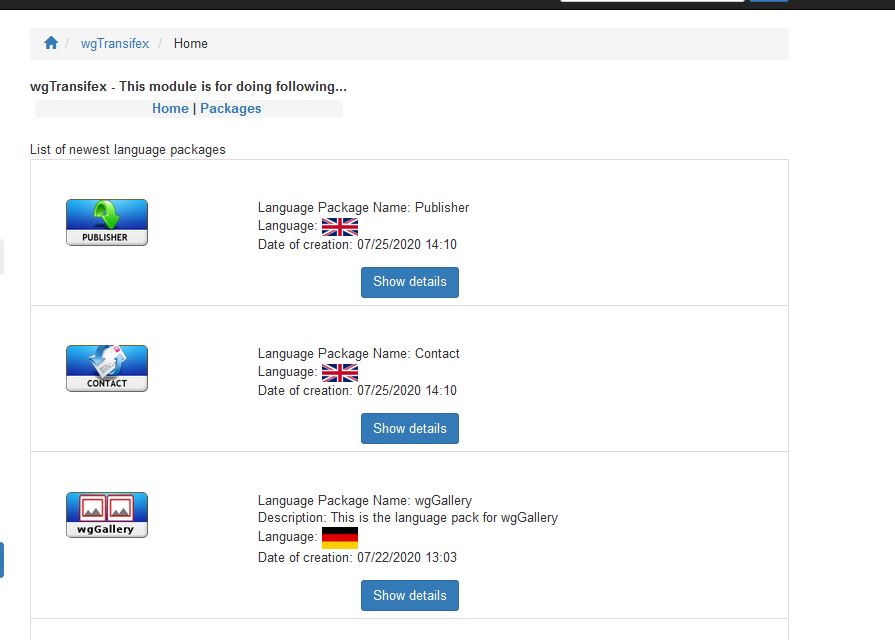 wgTransifex / Home
wgTransifex - This module is for doing following...
Home | Packages
List of newest language packages
PUBLISHER
Language Package Name: Publisher
Language:
Date of creation: 07/25/2020 14:10
Show details
CONTACT
Language Package Name: Contact
Language:
Date of creation: 07/25/2020 14:10
Show details
wgGallery
Language Package Name: wgGallery
Description: This is the language pack for wgGallery
Language:
Date of creation: 07/22/2020 13:03
Show details